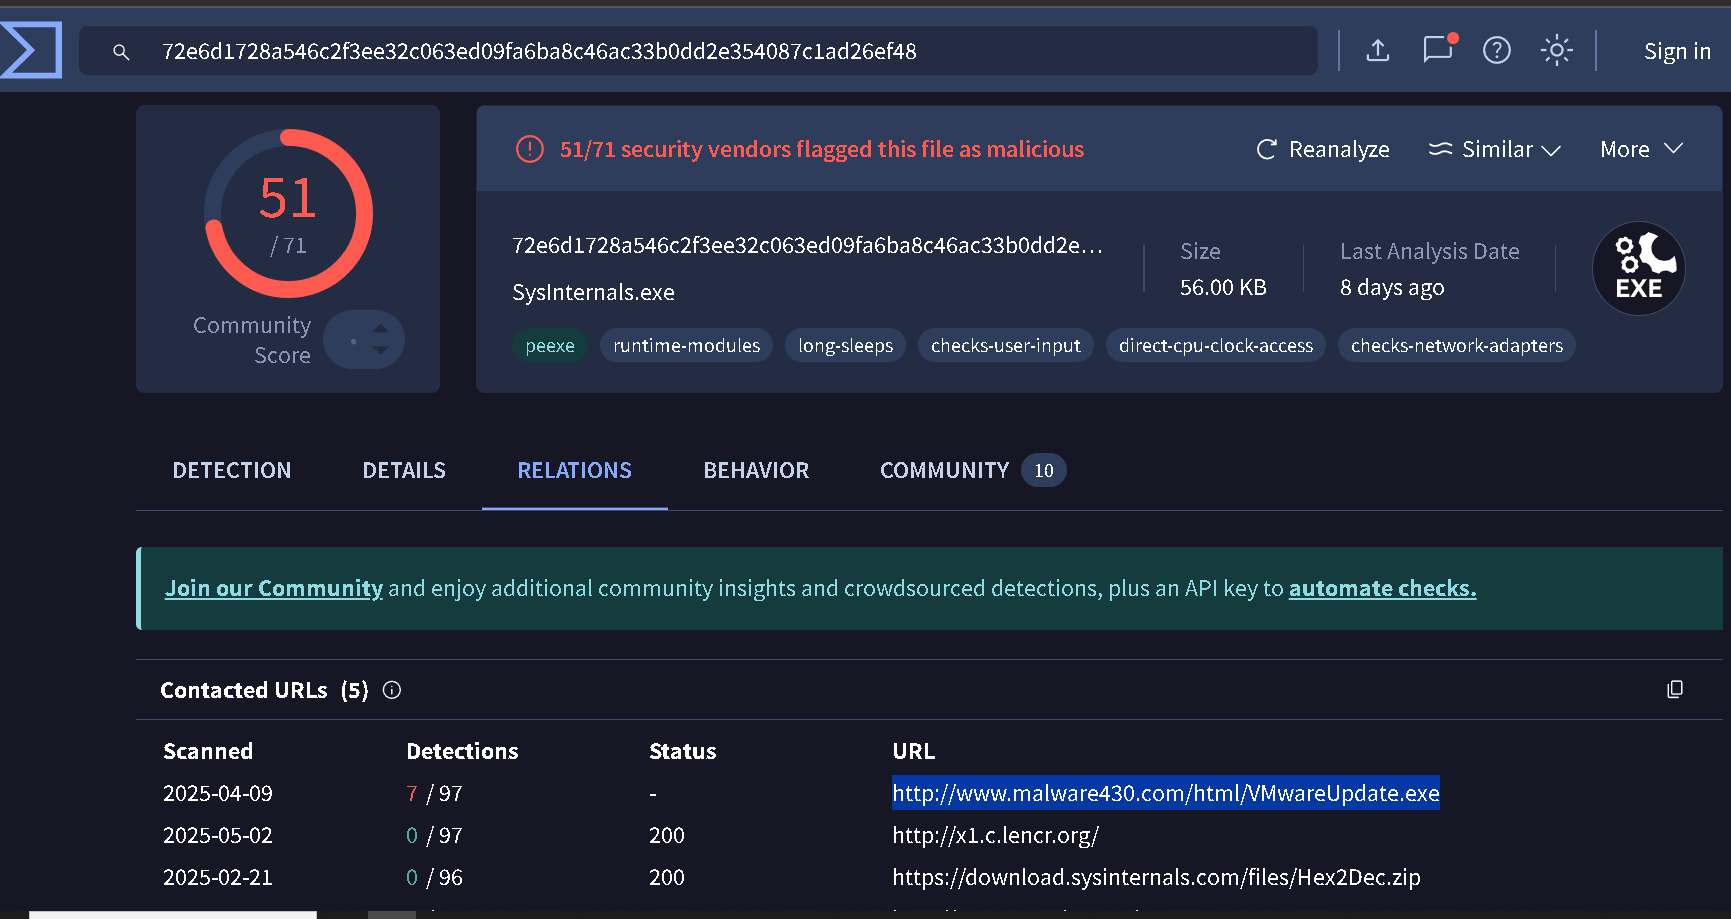 72e6d1728a546c2f3ee32c063ed09fa6ba8c46ac33b0dd2e354087c1ad26ef48
Sign in
51
/ 71
Community
Score
51/71 security vendors flagged this file as malicious
Reanalyze
Similar
More
72e6d1728a546c2f3ee32c063ed09fa6ba8c46ac33b0dd2e…
SysInternals.exe
Size
56.00 KB
Last Analysis Date
8 days ago
EXE
peexe
runtime-modules
long-sleeps
checks-user-input
direct-cpu-clock-access
checks-network-adapters
DETECTION
DETAILS
RELATIONS
BEHAVIOR
COMMUNITY 10
Join our Community and enjoy additional community insights and crowdsourced detections, plus an API key to automate checks.
Contacted URLs (5)
Scanned Detections Status URL
2025-04-09 7 / 97 - http://www.malware430.com/html/VMwareUpdate.exe
2025-05-02 0 / 97 200 http://x1.c.lencr.org/
2025-02-21 0 / 96 200 https://download.sysinternals.com/files/Hex2Dec.zip